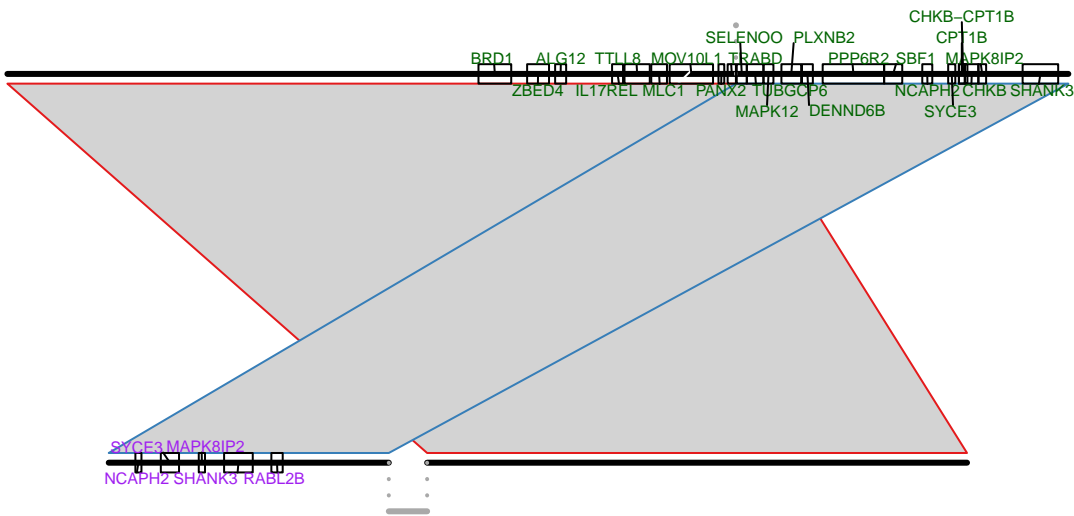 CHKB−CPT1B
SELENOO PLXNB2 CPT1B
BRD1 ALG12 TTLL8 MOV10L1 TRABD PPP6R2 SBF1 MAPK8IP2
ZBED4 IL17REL MLC1 PANX2 TUBGCP6 NCAPH2 CHKB SHANK3
MAPK12 DENND6B SYCE3
SYCE3 MAPK8IP2
NCAPH2 SHANK3 RABL2B